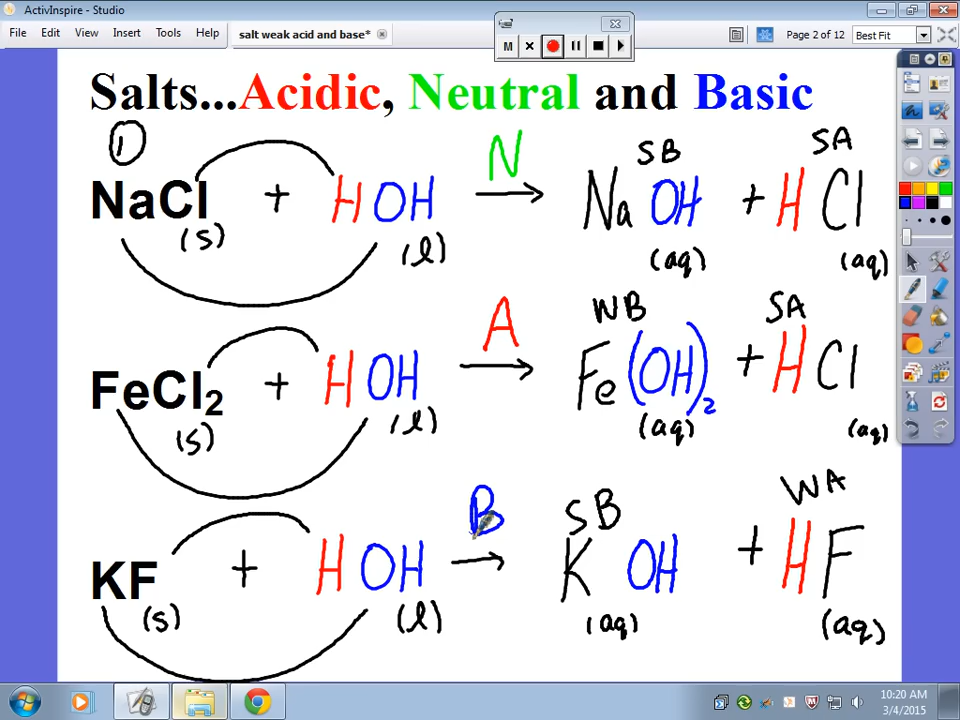 ActivInspire - Studio
File Edit View Insert Tools Help
salt weak acid and base*
M
Page 2 of 12
Best Fit
Salts...Acidic, Neutral and Basic
1
NaCl (s) + HOH (l) N → SB NaOH (aq) + SA HCl (aq)
FeCl2 (s) + HOH (l) A → WB Fe(OH)2 (aq) + SA HCl (aq)
KF (s) + HOH (l) B → SB KOH (aq) + WA HF (aq)
10:20 AM
3/4/2015